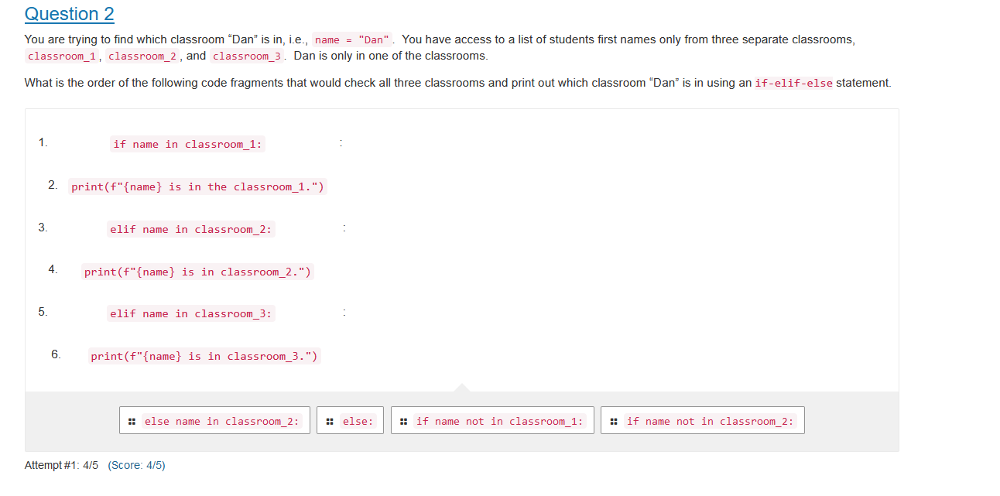 Question 2
You are trying to find which classroom “Dan” is in, i.e., name = "Dan". You have access to a list of students first names only from three separate classrooms,
classroom_1, classroom_2, and classroom_3. Dan is only in one of the classrooms.
What is the order of the following code fragments that would check all three classrooms and print out which classroom “Dan” is in using an if-elif-else statement.
1. if name in classroom_1: :
2. print(f"{name} is in the classroom_1.")
3. elif name in classroom_2: :
4. print(f"{name} is in classroom_2.")
5. elif name in classroom_3: :
6. print(f"{name} is in classroom_3.")
else name in classroom_2: else: if name not in classroom_1: if name not in classroom_2:
Attempt #1: 4/5 (Score: 4/5)